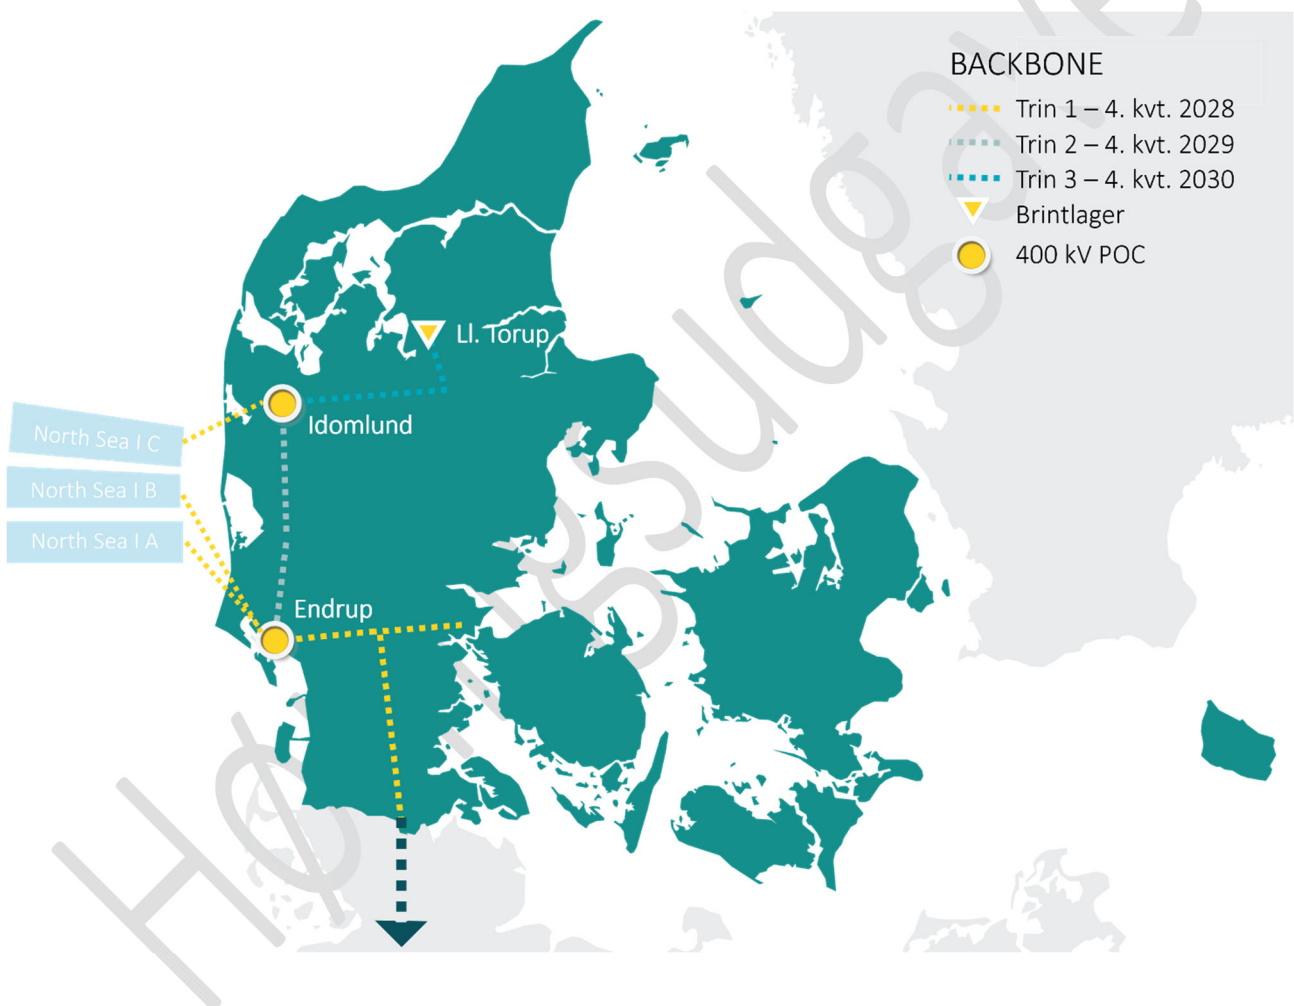 BACKBONE
Trin 1 – 4. kvt. 2028
Trin 2 – 4. kvt. 2029
Trin 3 – 4. kvt. 2030
Brintlager
400 kV POC
Ll. Torup
Idomlund
North Sea I C
North Sea I B
North Sea I A
Endrup
Høringsudgave